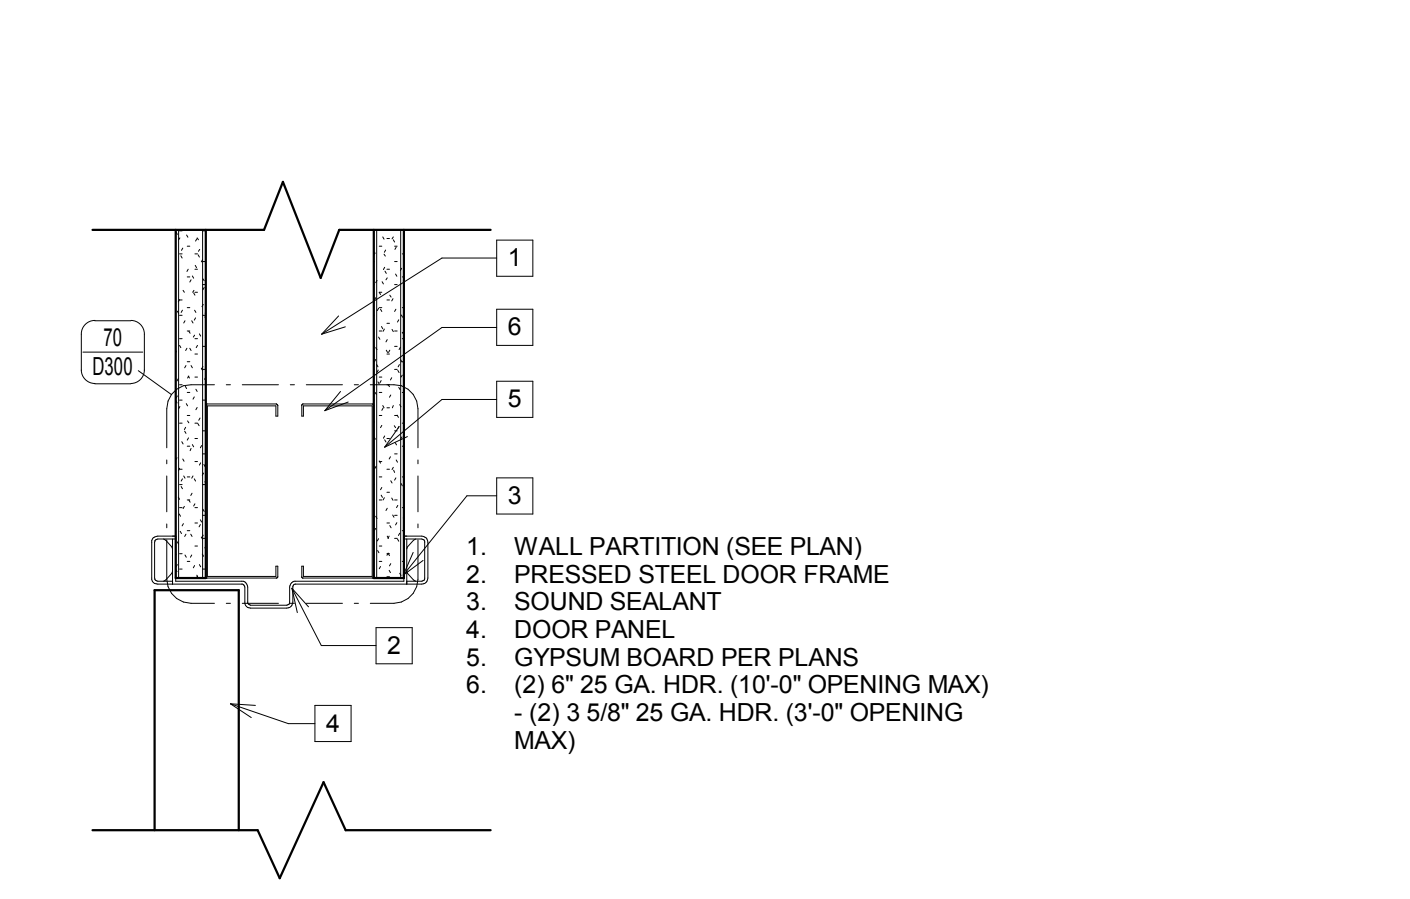 1
70
6
D300
5
3
1. WALL PARTITION (SEE PLAN)
2. PRESSED STEEL DOOR FRAME
3. SOUND SEALANT
4. DOOR PANEL
2
5. GYPSUM BOARD PER PLANS
6. (2) 6" 25 GA. HDR. (10'-0" OPENING MAX)
- (2) 3 5/8" 25 GA. HDR. (3'-0" OPENING
MAX)
4